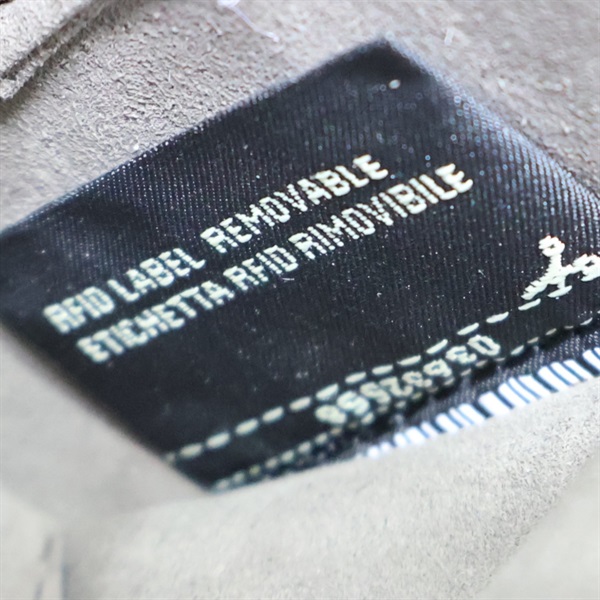 RFID LABEL REMOVABLE
ETICHETTA RFID RIMOVIBILE